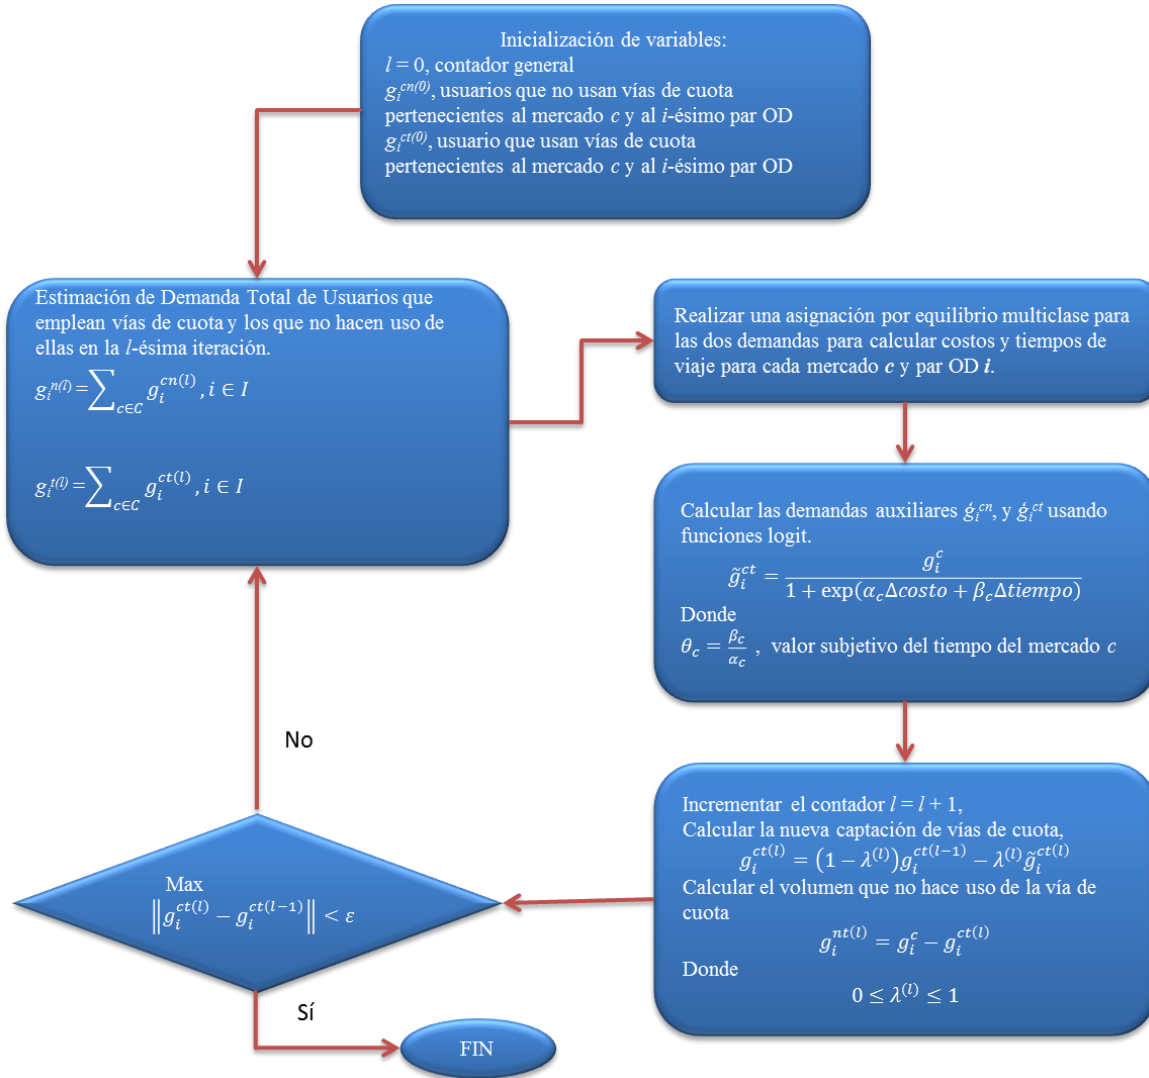 Inicialización de variables:
l = 0, contador general
g_i^{cn(0)}, usuarios que no usan vías de cuota
pertenecientes al mercado c y al i-ésimo par OD
g_i^{ct(0)}, usuario que usan vías de cuota
pertenecientes al mercado c y al i-ésimo par OD
Estimación de Demanda Total de Usuarios que
emplean vías de cuota y los que no hacen uso de
ellas en la l-ésima iteración.
g_i^{n(l)} = ∑_{c∈C} g_i^{cn(l)}, i ∈ I
g_i^{t(l)} = ∑_{c∈C} g_i^{ct(l)}, i ∈ I
Realizar una asignación por equilibrio multiclase para
las dos demandas para calcular costos y tiempos de
viaje para cada mercado c y par OD i.
Calcular las demandas auxiliares ǵ_i^{cn}, y ǵ_i^{ct} usando
funciones logit.
g̃_i^{ct} = g_i^c / (1 + exp(α_cΔcosto + β_cΔtiempo))
Donde
θ_c = β_c/α_c , valor subjetivo del tiempo del mercado c
Incrementar el contador l = l + 1,
Calcular la nueva captación de vías de cuota,
g_i^{ct(l)} = (1 − λ^{(l)})g_i^{ct(l−1)} − λ^{(l)}g̃_i^{ct(l)}
Calcular el volumen que no hace uso de la vía de
cuota
g_i^{nt(l)} = g_i^c − g_i^{ct(l)}
Donde
0 ≤ λ^{(l)} ≤ 1
Max
‖g_i^{ct(l)} − g_i^{ct(l−1)}‖ < ε
No
Sí
FIN